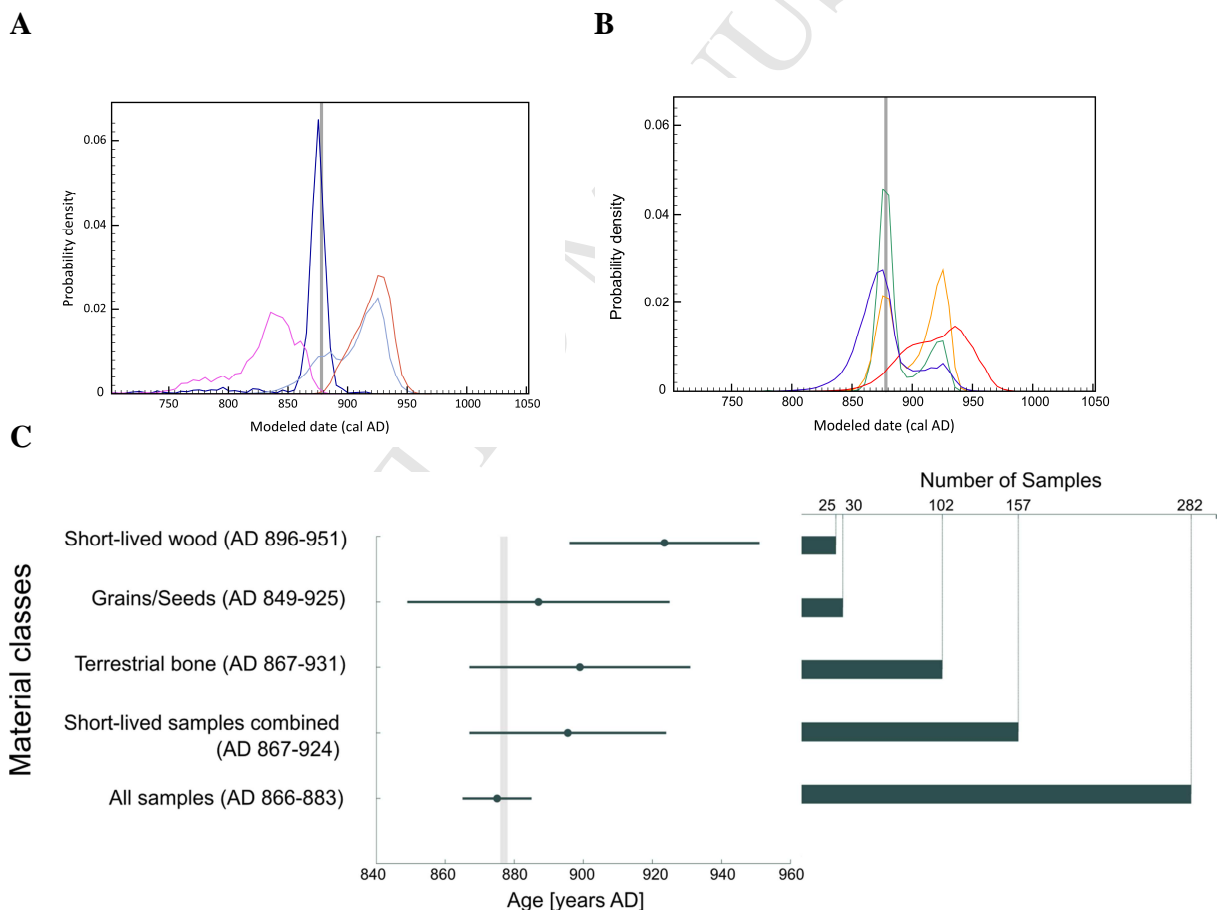 A
B
Probability density
0.06
0.04
0.02
0
750 800 850 900 950 1000 1050
Modeled date (cal AD)
Probability density
0.06
0.04
0.02
0
750 800 850 900 950 1000 1050
Modeled date (cal AD)
C
Number of Samples
25 30 102 157 282
Material classes
Short-lived wood (AD 896-951)
Grains/Seeds (AD 849-925)
Terrestrial bone (AD 867-931)
Short-lived samples combined
(AD 867-924)
All samples (AD 866-883)
840 860 880 900 920 940 960
Age [years AD]